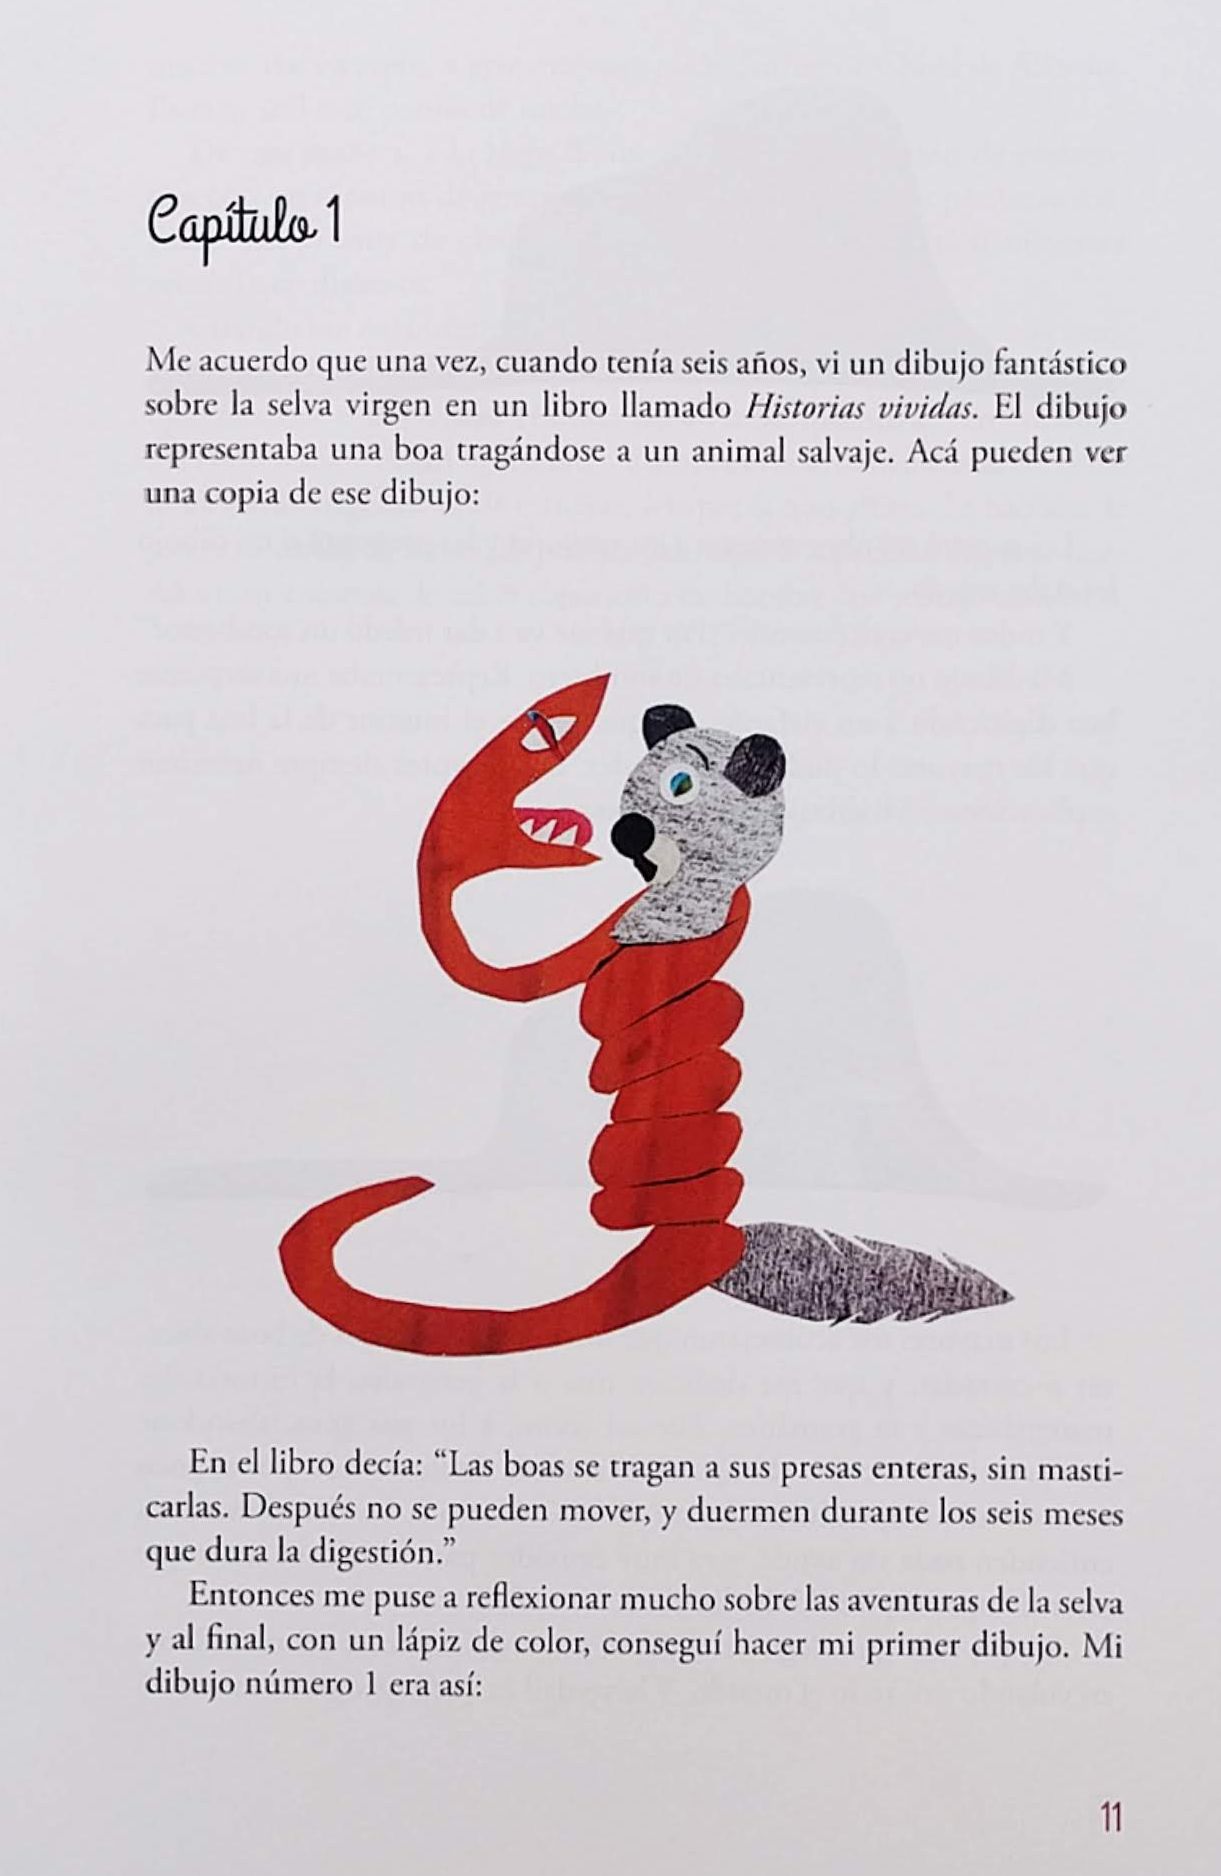 Capítulo 1
Me acuerdo que una vez, cuando tenía seis años, vi un dibujo fantástico
sobre la selva virgen en un libro llamado Historias vividas. El dibujo
representaba una boa tragándose a un animal salvaje. Acá pueden ver
una copia de ese dibujo:
En el libro decía: “Las boas se tragan a sus presas enteras, sin masti-
carlas. Después no se pueden mover, y duermen durante los seis meses
que dura la digestión.”
Entonces me puse a reflexionar mucho sobre las aventuras de la selva
y al final, con un lápiz de color, conseguí hacer mi primer dibujo. Mi
dibujo número 1 era así:
11